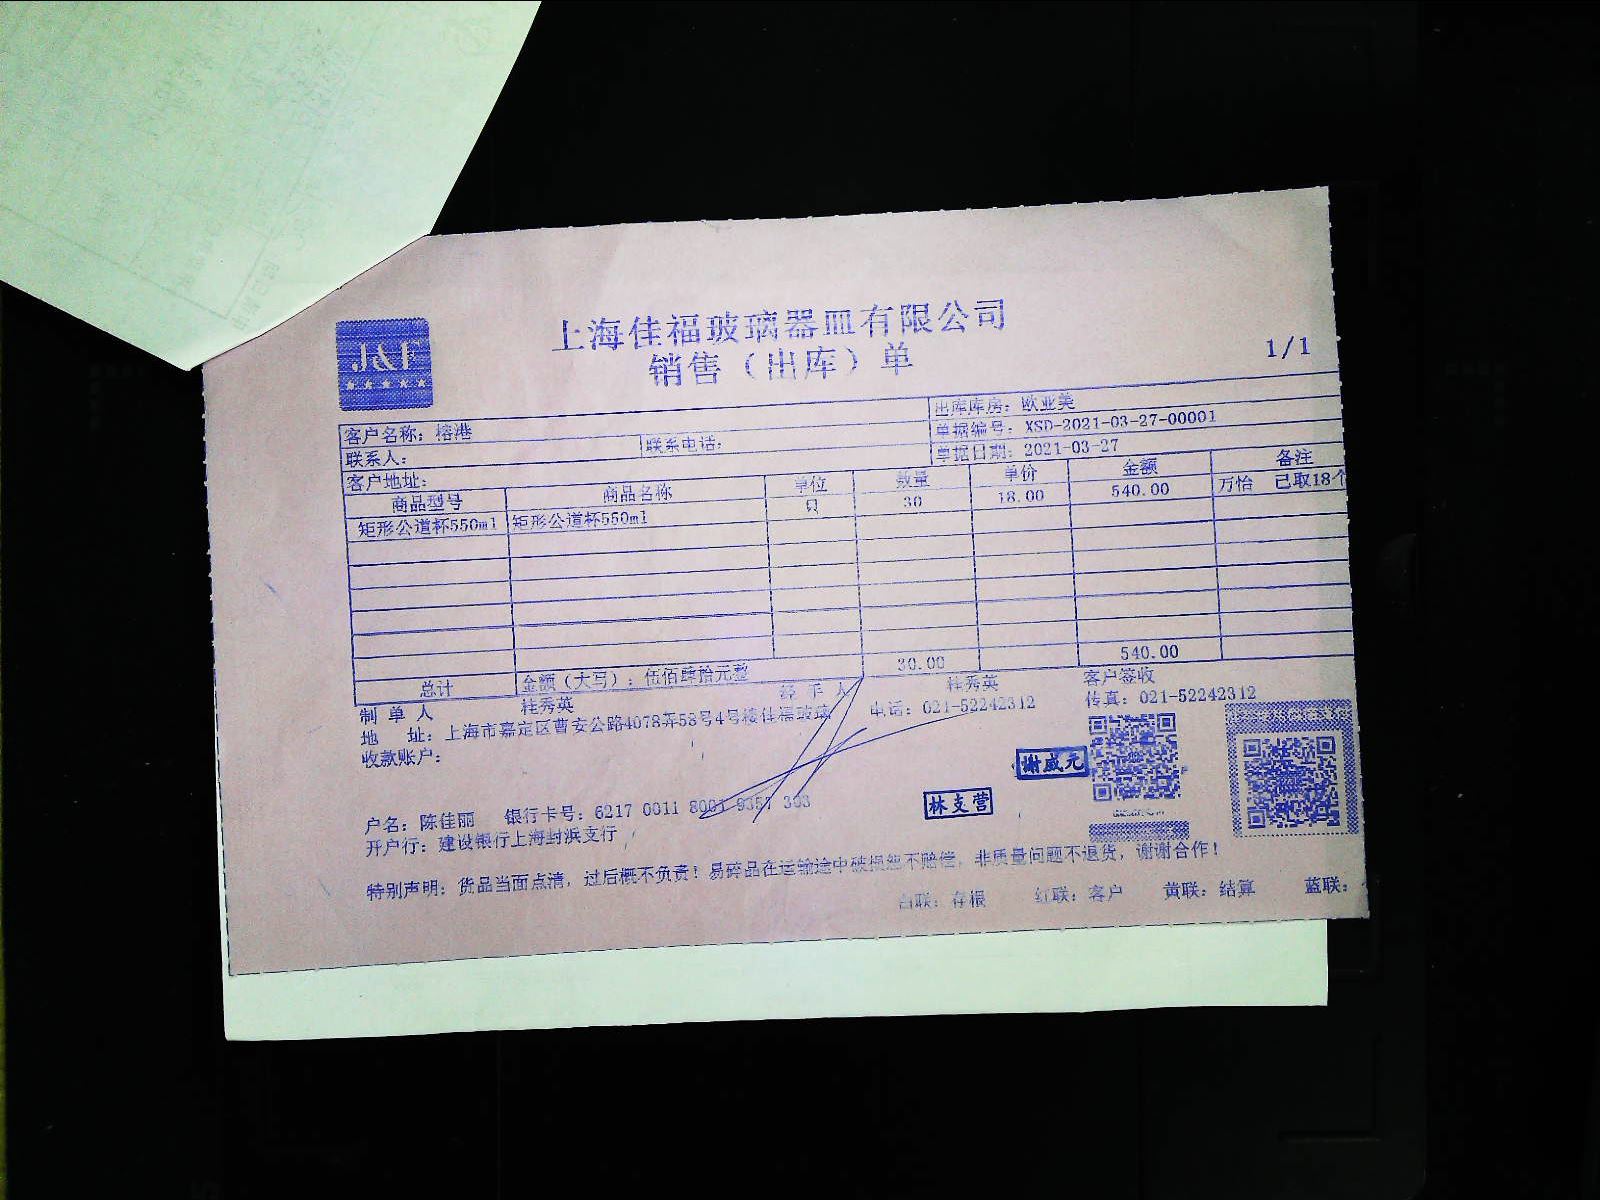 上海佳福玻璃器皿有限公司
销售（出库）单
1/1
出库库房：欧亚美
客户名称：榕港
单据编号：XSD-2021-03-27-00001
联系人：
联系电话：
单据日期：2021-03-27
客户地址：
商品型号 商品名称 单位 数量 单价 金额 备注
矩形公道杯550ml 矩形公道杯550ml 只 30 18.00 540.00 万怡 已取18个
总计 金额（大写）：伍佰肆拾元整 30.00 540.00
制单人 桂秀英 经手人 桂秀英 客户签收
地 址：上海市嘉定区曹安公路4078弄58号4号楼佳福玻璃 电话：021-52242312 传真：021-52242312
收款账户：
谢威元
林支营
户名：陈佳丽 银行卡号：6217 0011 8001 9357 303
开户行：建设银行上海封浜支行
特别声明：货品当面点清，过后概不负责！易碎品在运输途中破损恕不赔偿，非质量问题不退货，谢谢合作！
白联：存根 红联：客户 黄联：结算 蓝联：